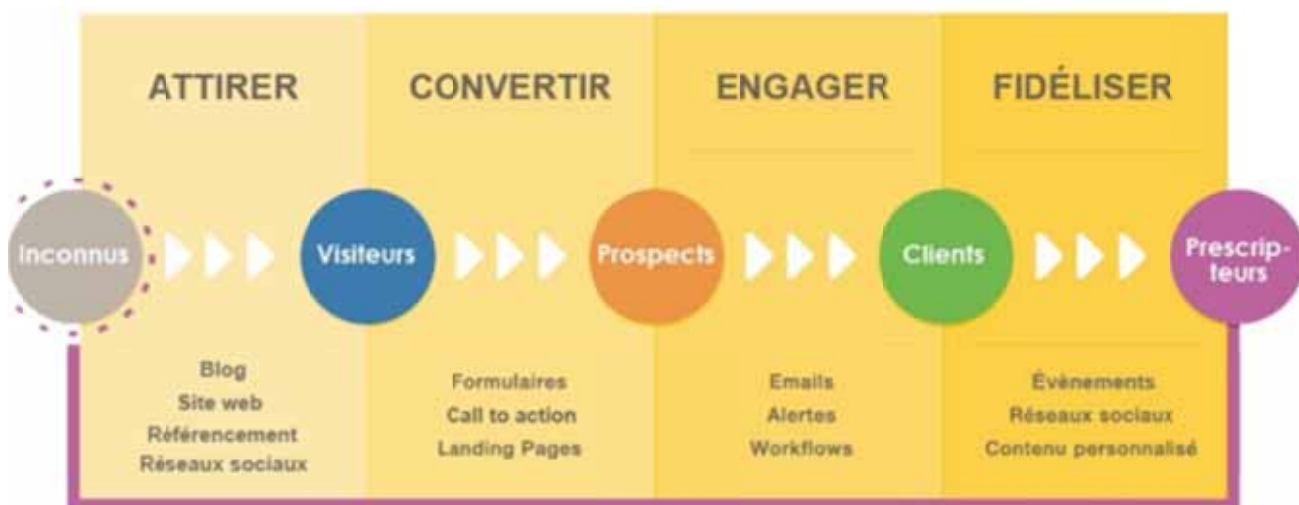 ATTIRER
CONVERTIR
ENGAGER
FIDÉLISER
Inconnus
Visiteurs
Prospects
Clients
Prescrip-
teurs
Blog
Site web
Référencement
Réseaux sociaux
Formulaires
Call to action
Landing Pages
Emails
Alertes
Workflows
Évènements
Réseaux sociaux
Contenu personnalisé